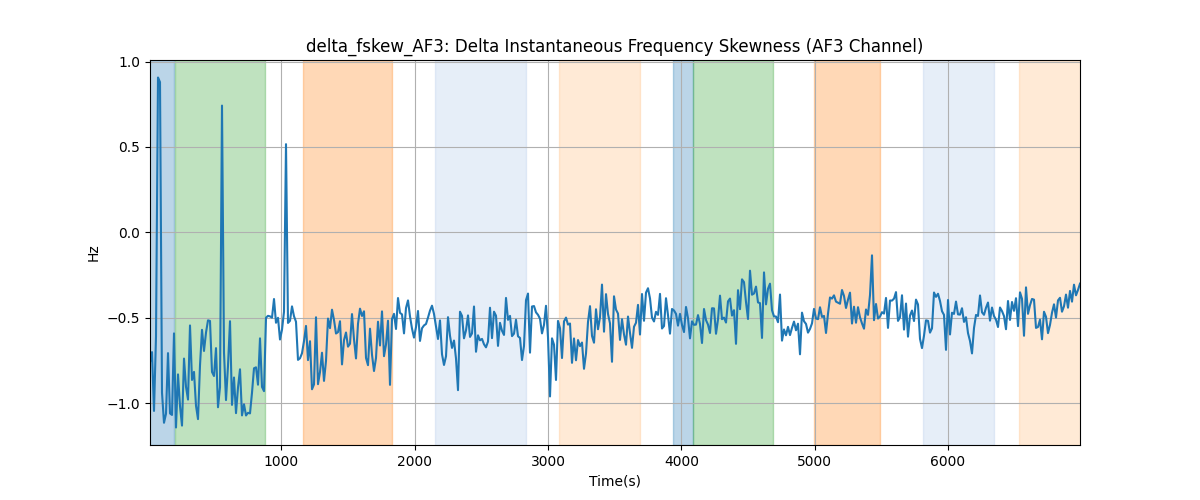 delta_fskew_AF3: Delta Instantaneous Frequency Skewness (AF3 Channel)
1.0
0.5
0.0
−0.5
−1.0
Hz
1000 2000 3000 4000 5000 6000
Time(s)